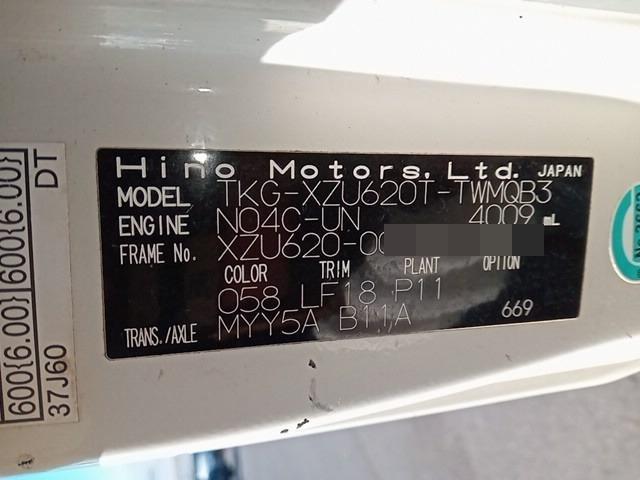 Hino Motors, Ltd. JAPAN
MODEL TKG-XZU620T-TWMQB3
ENGINE N04C-UN 4009 mL
FRAME No. XZU620-00
COLOR TRIM PLANT OPTION
058 LF18 P11
TRANS./AXLE MYY5A B11A 669
600{6.00} 600{6.00}
37J60 DT